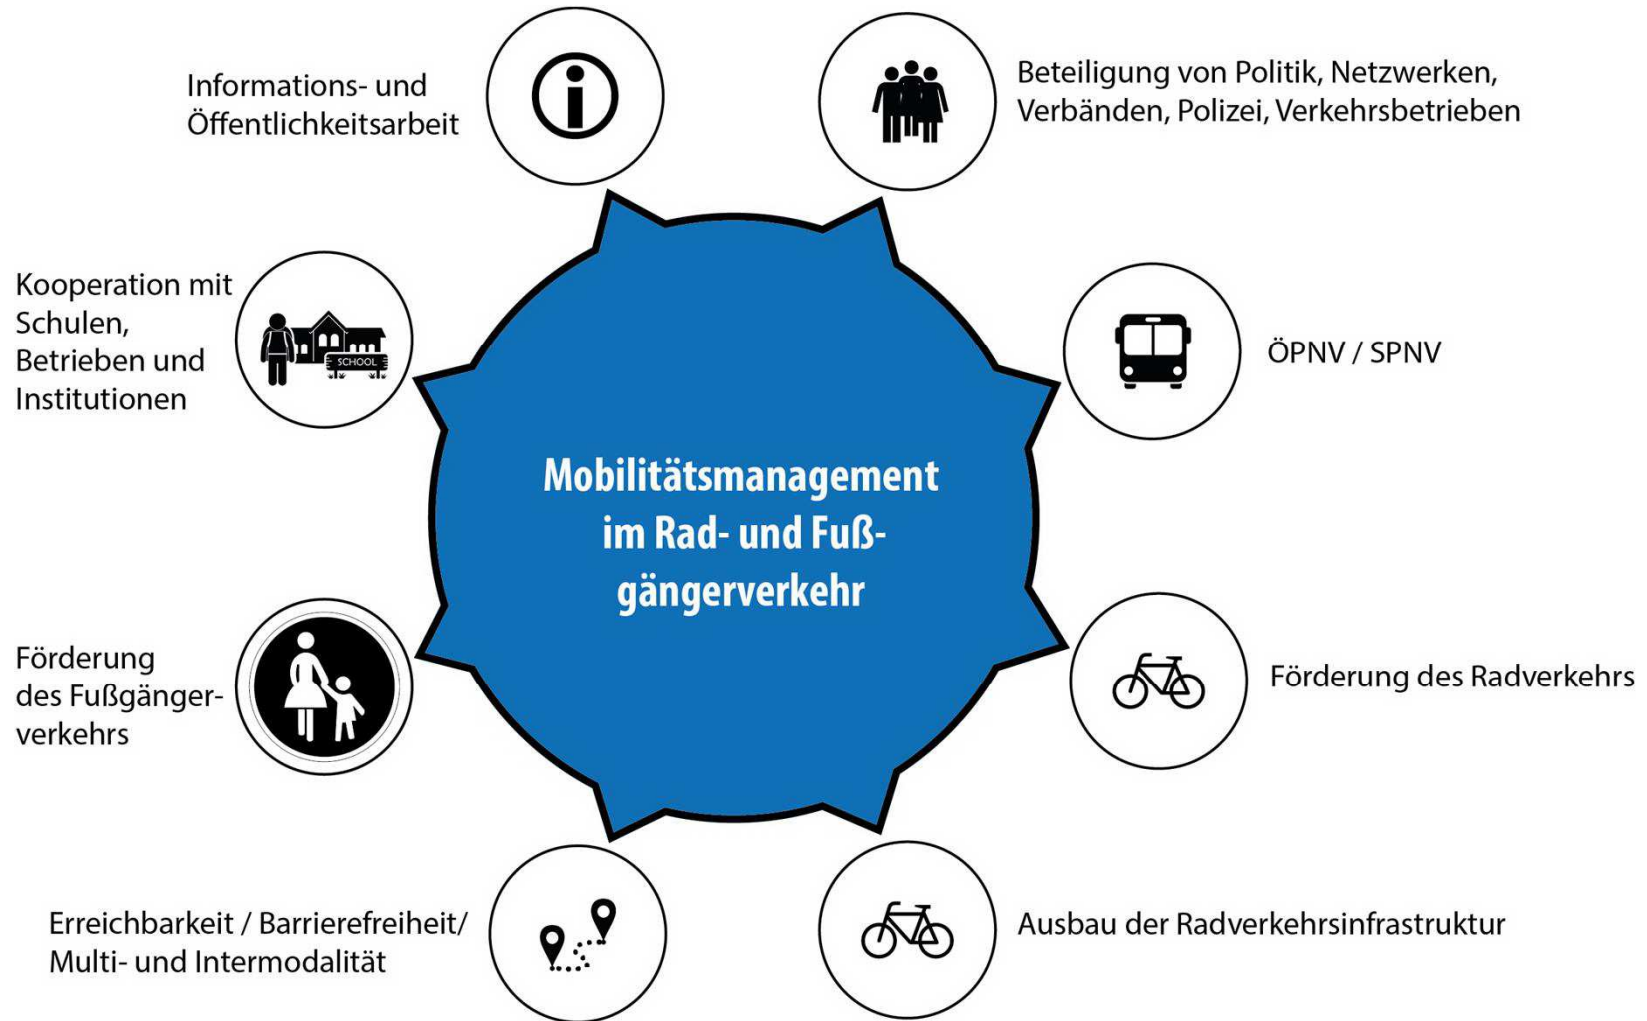 Informations- und
Öffentlichkeitsarbeit
Beteiligung von Politik, Netzwerken,
Verbänden, Polizei, Verkehrsbetrieben
Kooperation mit
Schulen,
Betrieben und
Institutionen
SCHOOL
ÖPNV / SPNV
Mobilitätsmanagement
im Rad- und Fuß-
gängerverkehr
Förderung
des Fußgänger-
verkehrs
Förderung des Radverkehrs
Erreichbarkeit / Barrierefreiheit/
Multi- und Intermodalität
Ausbau der Radverkehrsinfrastruktur